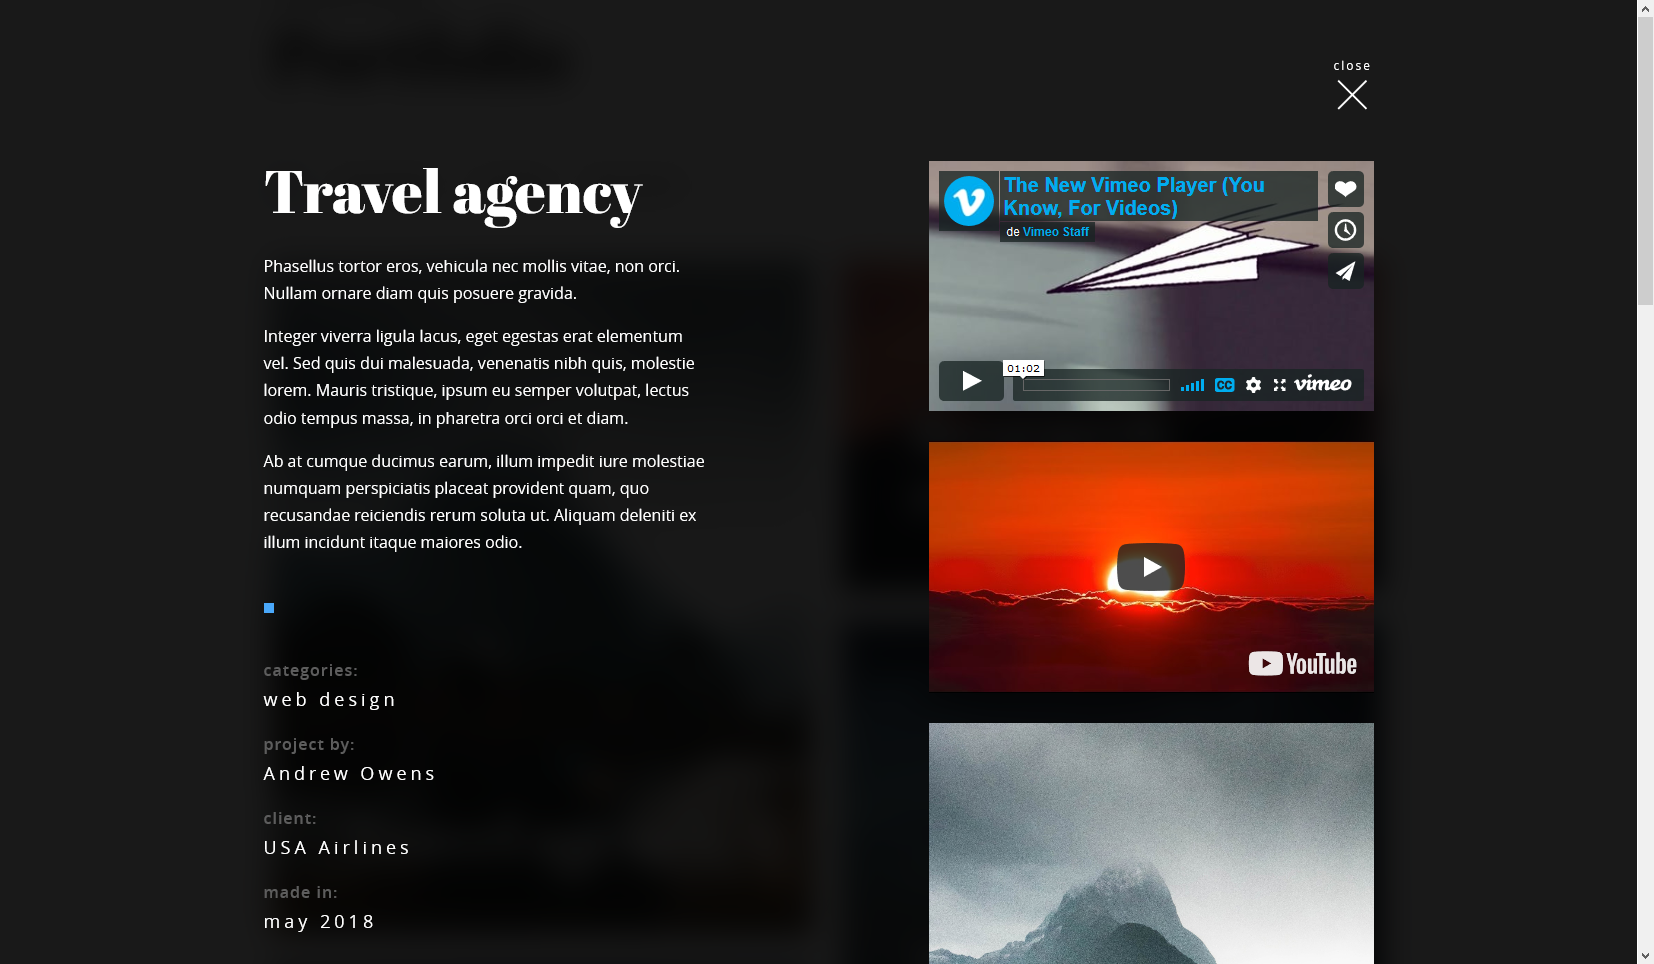 close
Travel agency
Phasellus tortor eros, vehicula nec mollis vitae, non orci.
Nullam ornare diam quis posuere gravida.
Integer viverra ligula lacus, eget egestas erat elementum
vel. Sed quis dui malesuada, venenatis nibh quis, molestie
lorem. Mauris tristique, ipsum eu semper volutpat, lectus
odio tempus massa, in pharetra orci orci et diam.
Ab at cumque ducimus earum, illum impedit iure molestiae
numquam perspiciatis placeat provident quam, quo
recusandae reiciendis rerum soluta ut. Aliquam deleniti ex
illum incidunt itaque maiores odio.
categories:
web design
project by:
Andrew Owens
client:
USA Airlines
made in:
may 2018
The New Vimeo Player (You
Know, For Videos)
de Vimeo Staff
01:02
CC
vimeo
YouTube